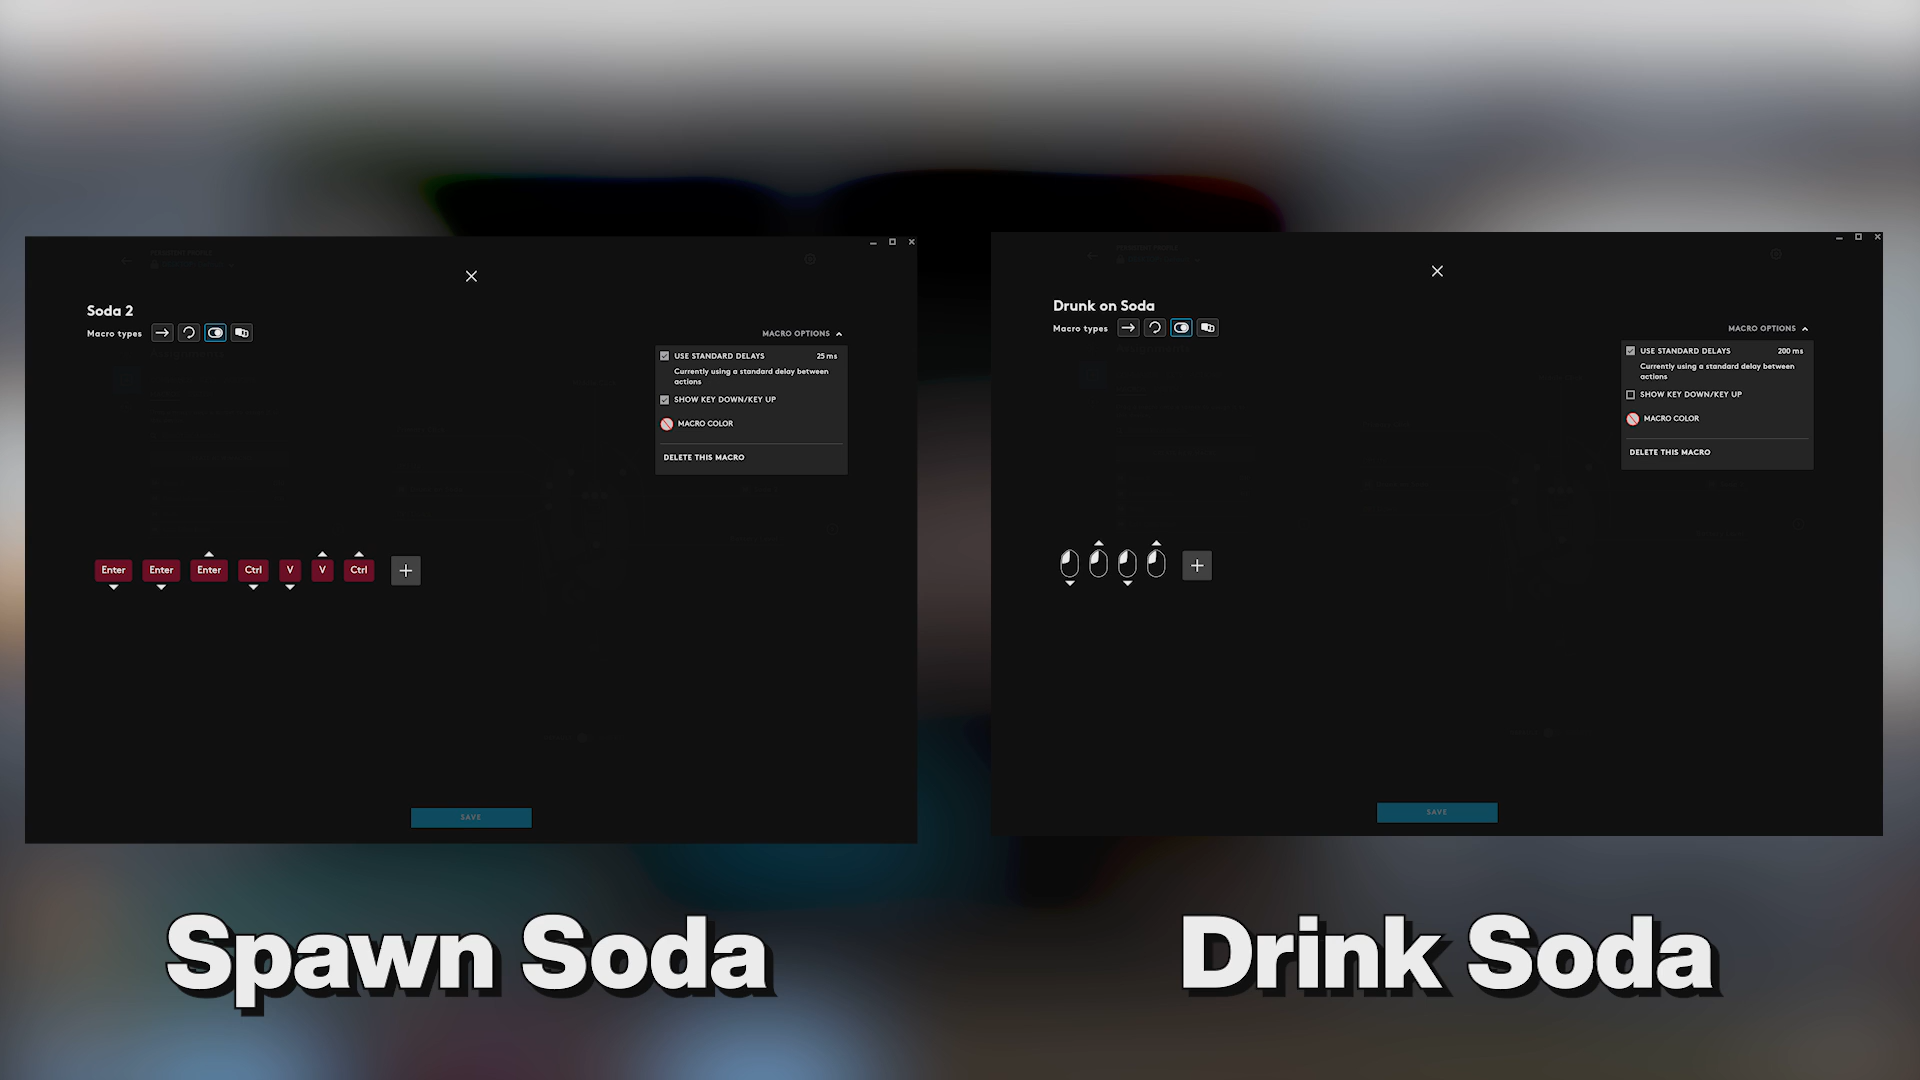 Soda 2
Macro types
MACRO OPTIONS
USE STANDARD DELAYS 25 ms
Currently using a standard delay between
actions
SHOW KEY DOWN/KEY UP
MACRO COLOR
DELETE THIS MACRO
Enter Enter Enter Ctrl V V Ctrl
SAVE
Spawn Soda
Drunk on Soda
Macro types
MACRO OPTIONS
USE STANDARD DELAYS 200 ms
Currently using a standard delay between
actions
SHOW KEY DOWN/KEY UP
MACRO COLOR
DELETE THIS MACRO
SAVE
Drink Soda